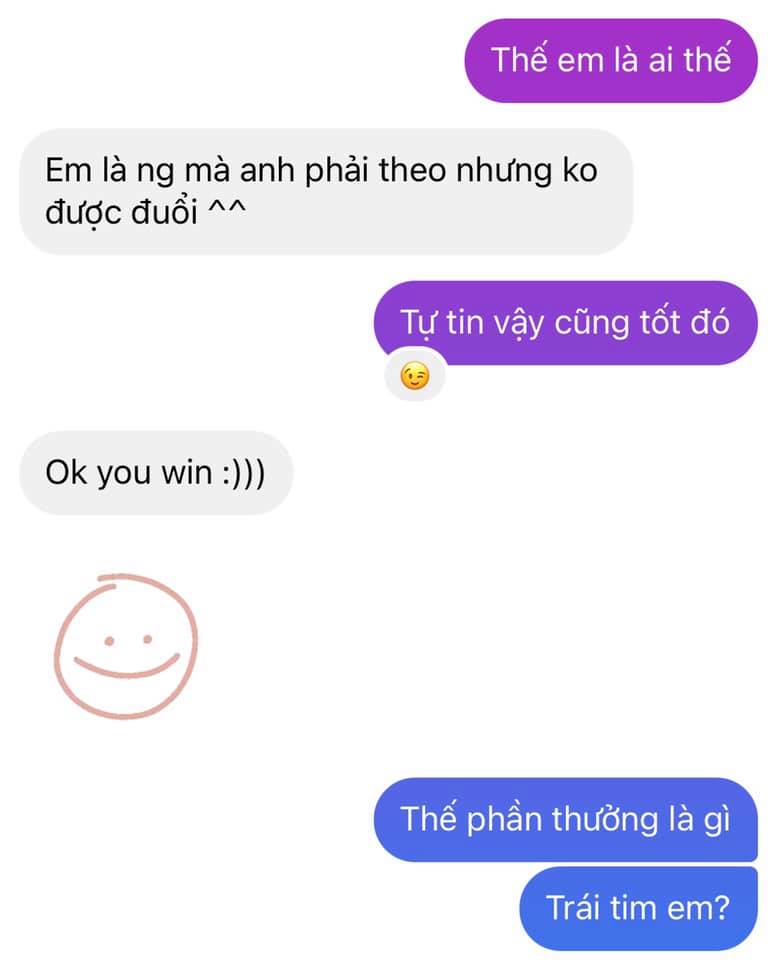 Thế em là ai thế
Em là ng mà anh phải theo nhưng ko
được đuổi ^^
Tự tin vậy cũng tốt đó
Ok you win :)))
Thế phần thưởng là gì
Trái tim em?